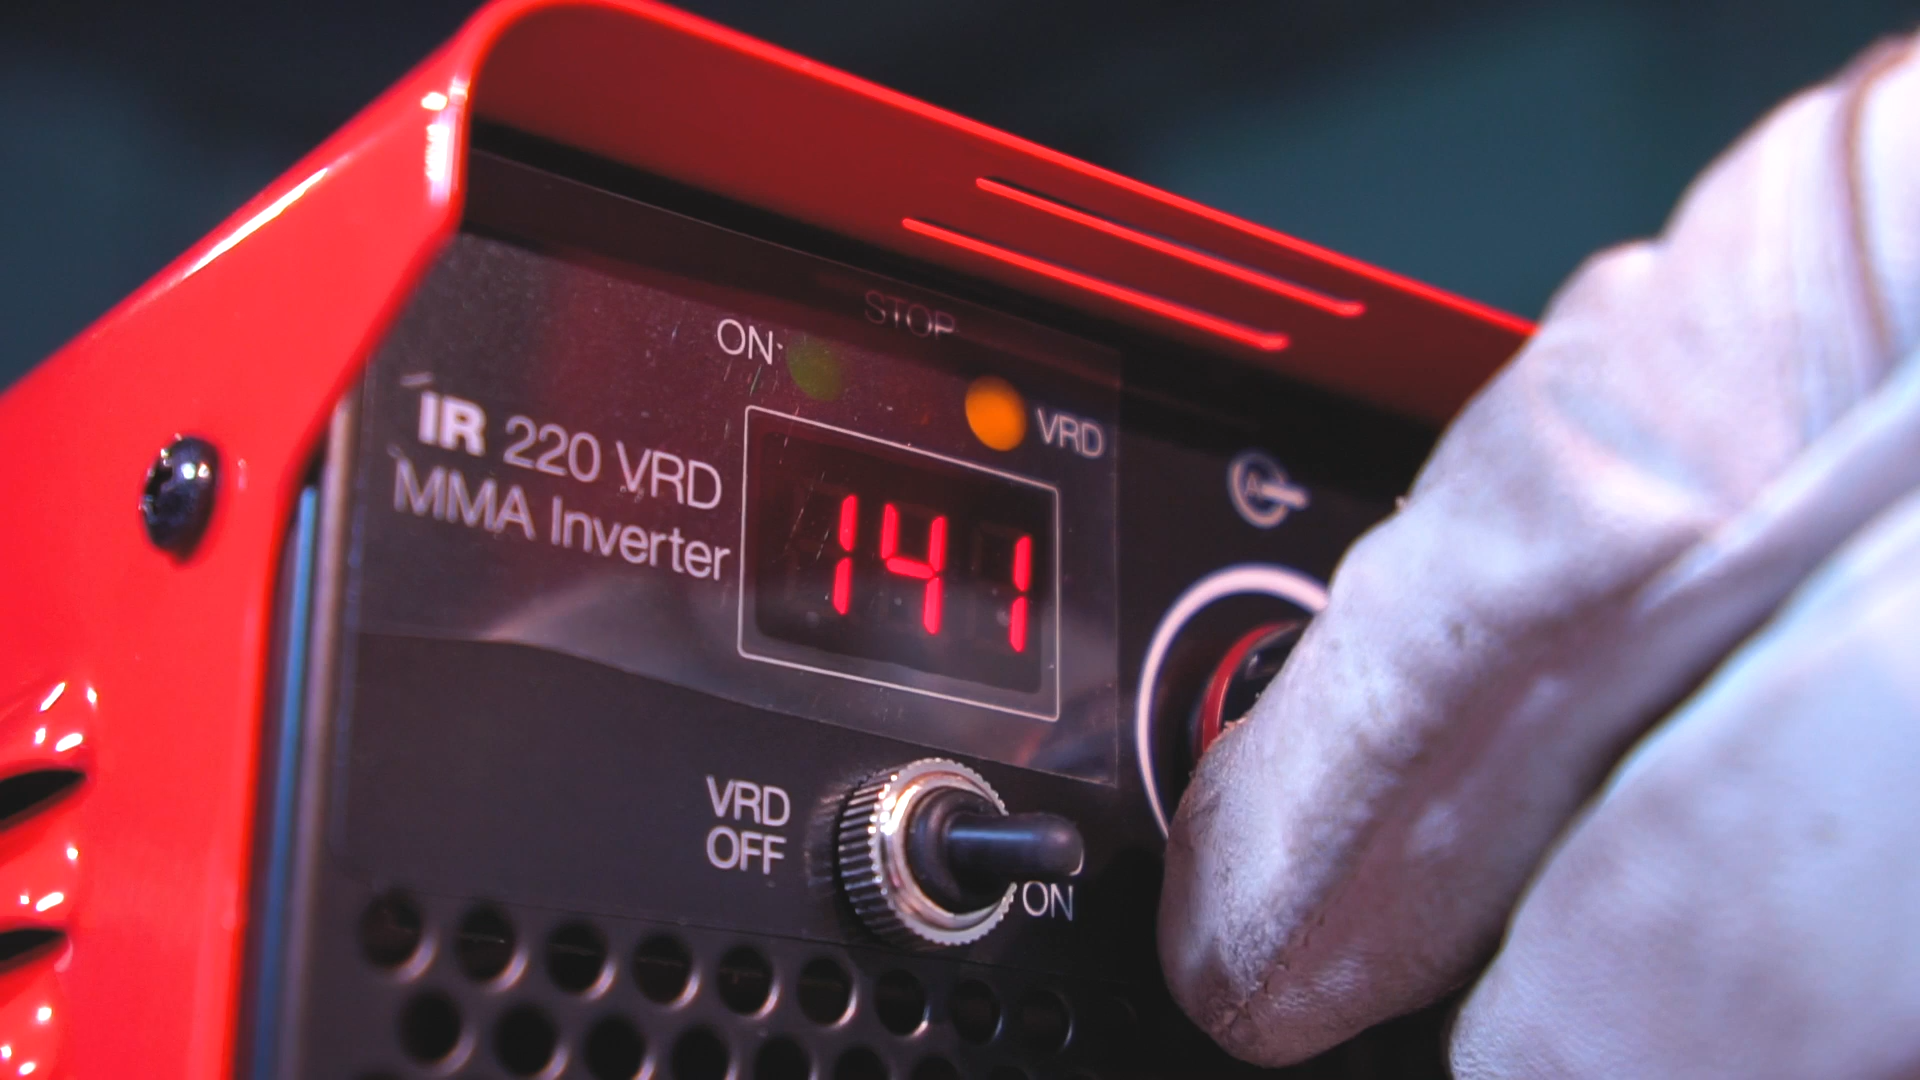 STOP
ON
VRD
IR 220 VRD
MMA Inverter
141
A
VRD
OFF
ON